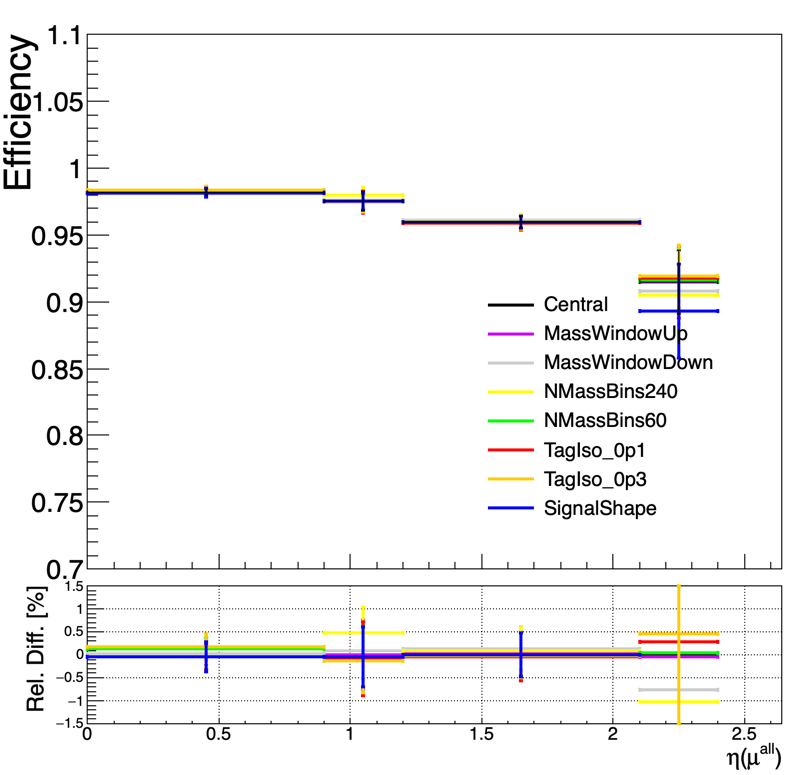 Efficiency
1.1
1.05
1
0.95
0.9
0.85
0.8
0.75
0.7
Central
MassWindowUp
MassWindowDown
NMassBins240
NMassBins60
TagIso_0p1
TagIso_0p3
SignalShape
Rel. Diff. [%]
1.5
1
0.5
0
−0.5
−1
−1.5
0 0.5 1 1.5 2 2.5
η(μ^all)